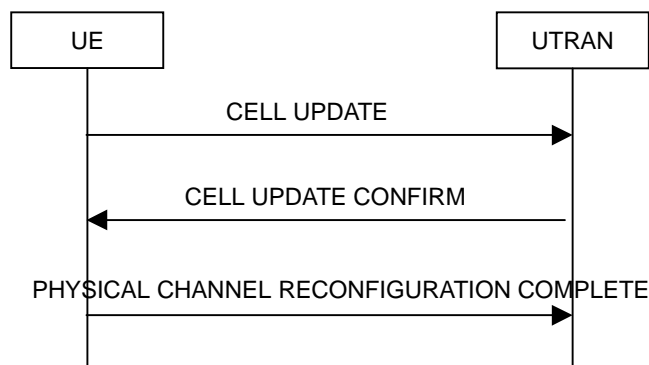 UE
UTRAN
CELL UPDATE
CELL UPDATE CONFIRM
PHYSICAL CHANNEL RECONFIGURATION COMPLETE